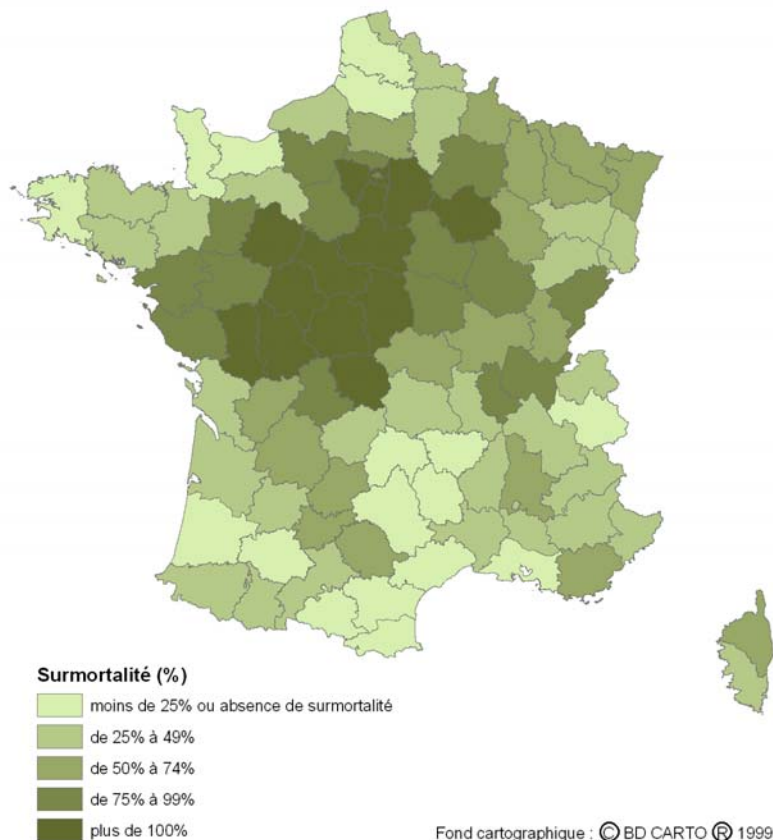 Surmortalité (%)
moins de 25% ou absence de surmortalité
de 25% à 49%
de 50% à 74%
de 75% à 99%
plus de 100%
Fond cartographique : © BD CARTO ® 1999